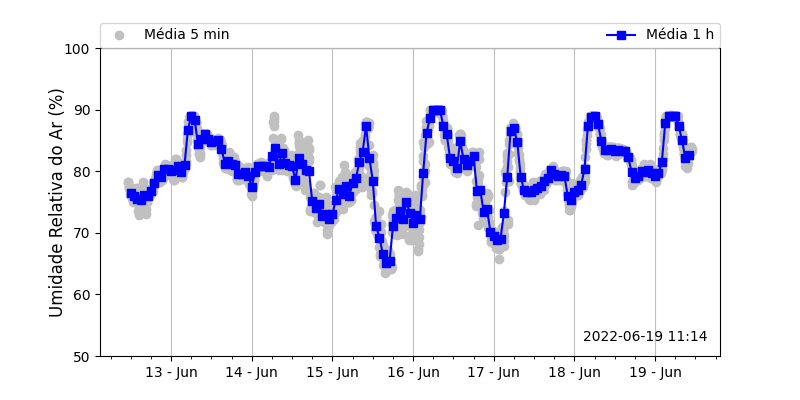 Média 5 min
Média 1 h
Umidade Relativa do Ar (%)
100
90
80
70
60
50
2022-06-19 11:14
13 - Jun
14 - Jun
15 - Jun
16 - Jun
17 - Jun
18 - Jun
19 - Jun